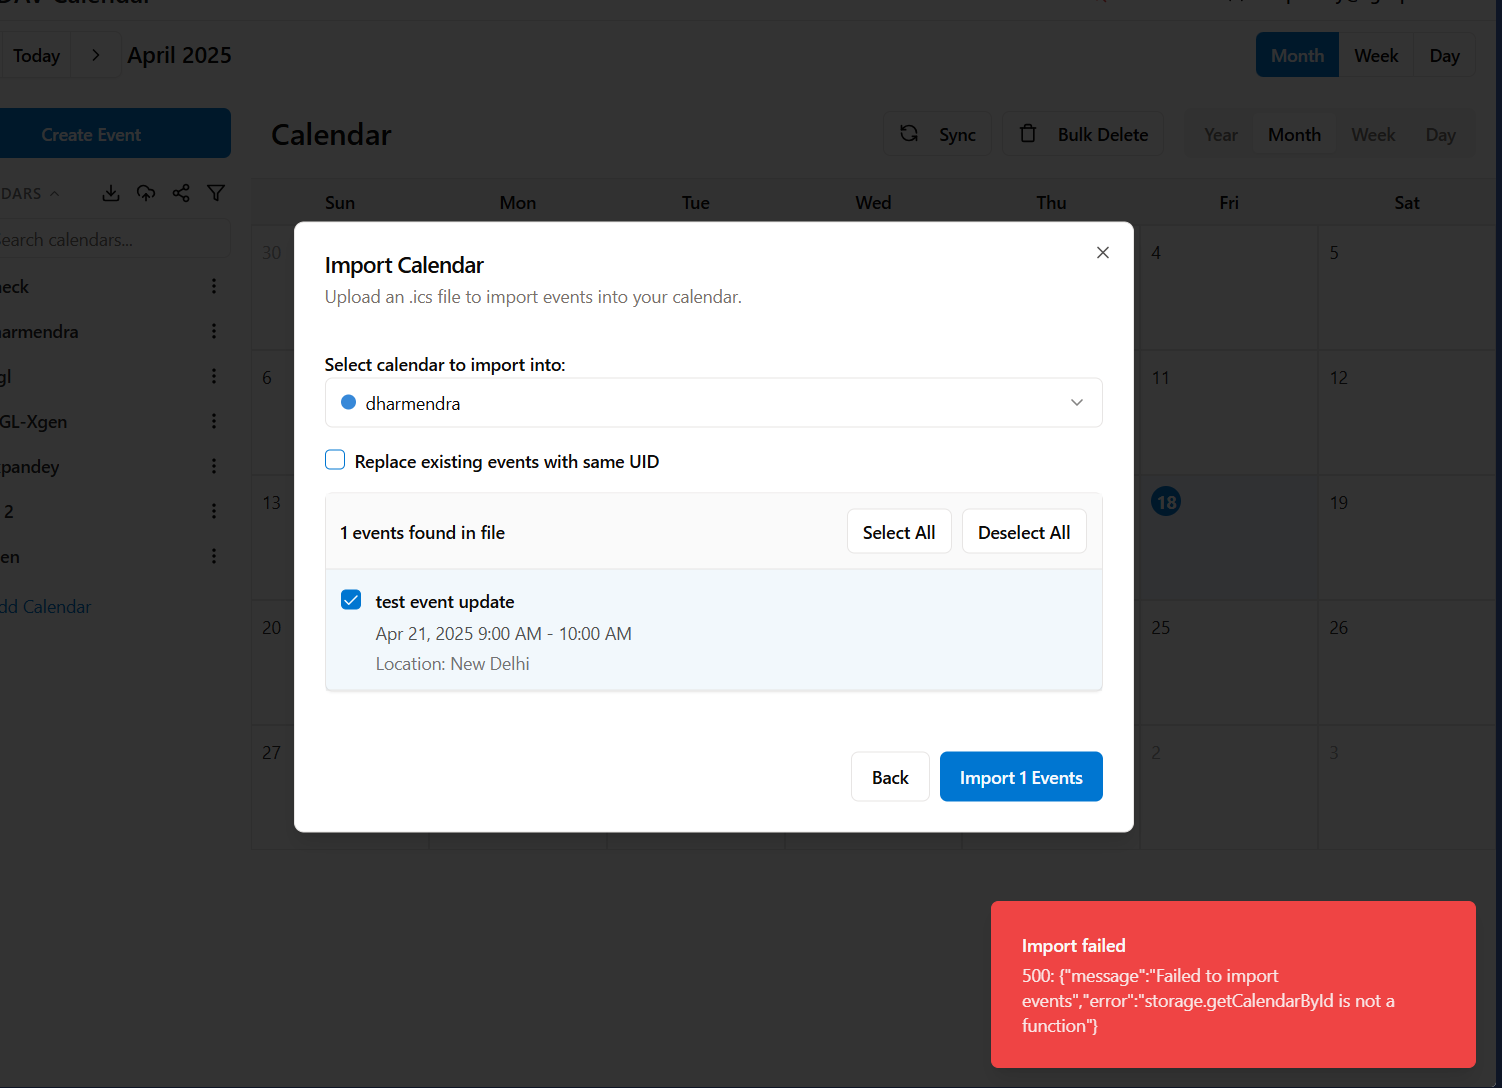 Calendar
Today
April 2025
Month
Week
Day
Create Event
Calendar
Sync
Bulk Delete
Year
Month
Week
Day
DARS
earch calendars...
eck
armendra
gl
GL-Xgen
pandey
2
en
dd Calendar
Sun
Mon
Tue
Wed
Thu
Fri
Sat
30
4
5
6
11
12
13
18
19
20
25
26
27
2
3
Import Calendar
Upload an .ics file to import events into your calendar.
Select calendar to import into:
dharmendra
Replace existing events with same UID
1 events found in file
Select All
Deselect All
test event update
Apr 21, 2025 9:00 AM - 10:00 AM
Location: New Delhi
Back
Import 1 Events
Import failed
500: {"message":"Failed to import
events","error":"storage.getCalendarById is not a
function"}